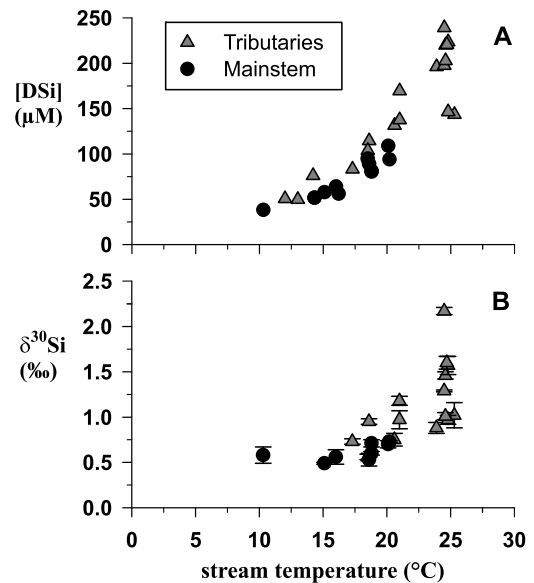 250
A
Tributaries
200
Mainstem
[DSi]
(µM)
150
100
50
0
2.5
B
2.0
δ³⁰Si
(‰)
1.5
1.0
0.5
0.0
0 5 10 15 20 25 30
stream temperature (°C)